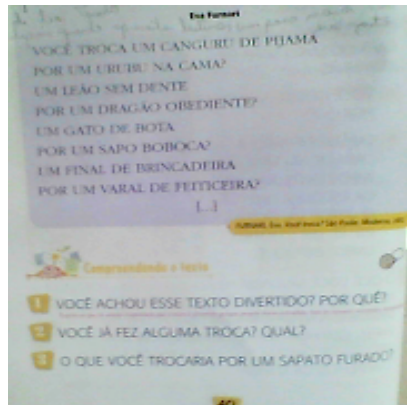 Eva Furnari
VOCÊ TROCA UM CANGURU DE PIJAMA
POR UM URUBU NA CAMA?
UM LEÃO SEM DENTE
POR UM DRAGÃO OBEDIENTE?
UM GATO DE BOTA
POR UM SAPO BOBOCA?
UM FINAL DE BRINCADEIRA
POR UM VARAL DE FEITICEIRA?
[...]
FURNARI, Eva. Você troca? São Paulo: Moderna,
Compreendendo o texto
1 VOCÊ ACHOU ESSE TEXTO DIVERTIDO? POR QUÊ?
2 VOCÊ JÁ FEZ ALGUMA TROCA? QUAL?
3 O QUE VOCÊ TROCARIA POR UM SAPATO FURADO?